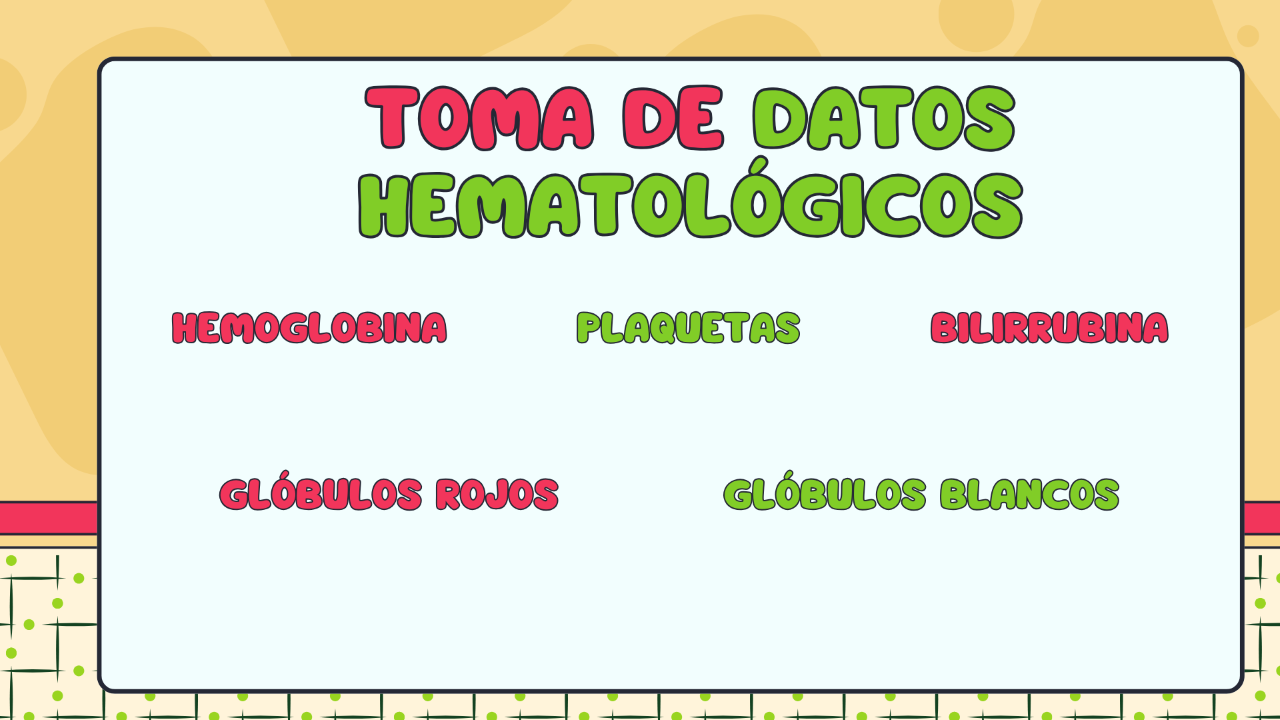 TOMA DE DATOS
HEMATOLÓGICOS
HEMOGLOBINA
PLAQUETAS
BILIRRUBINA
GLÓBULOS ROJOS
GLÓBULOS BLANCOS